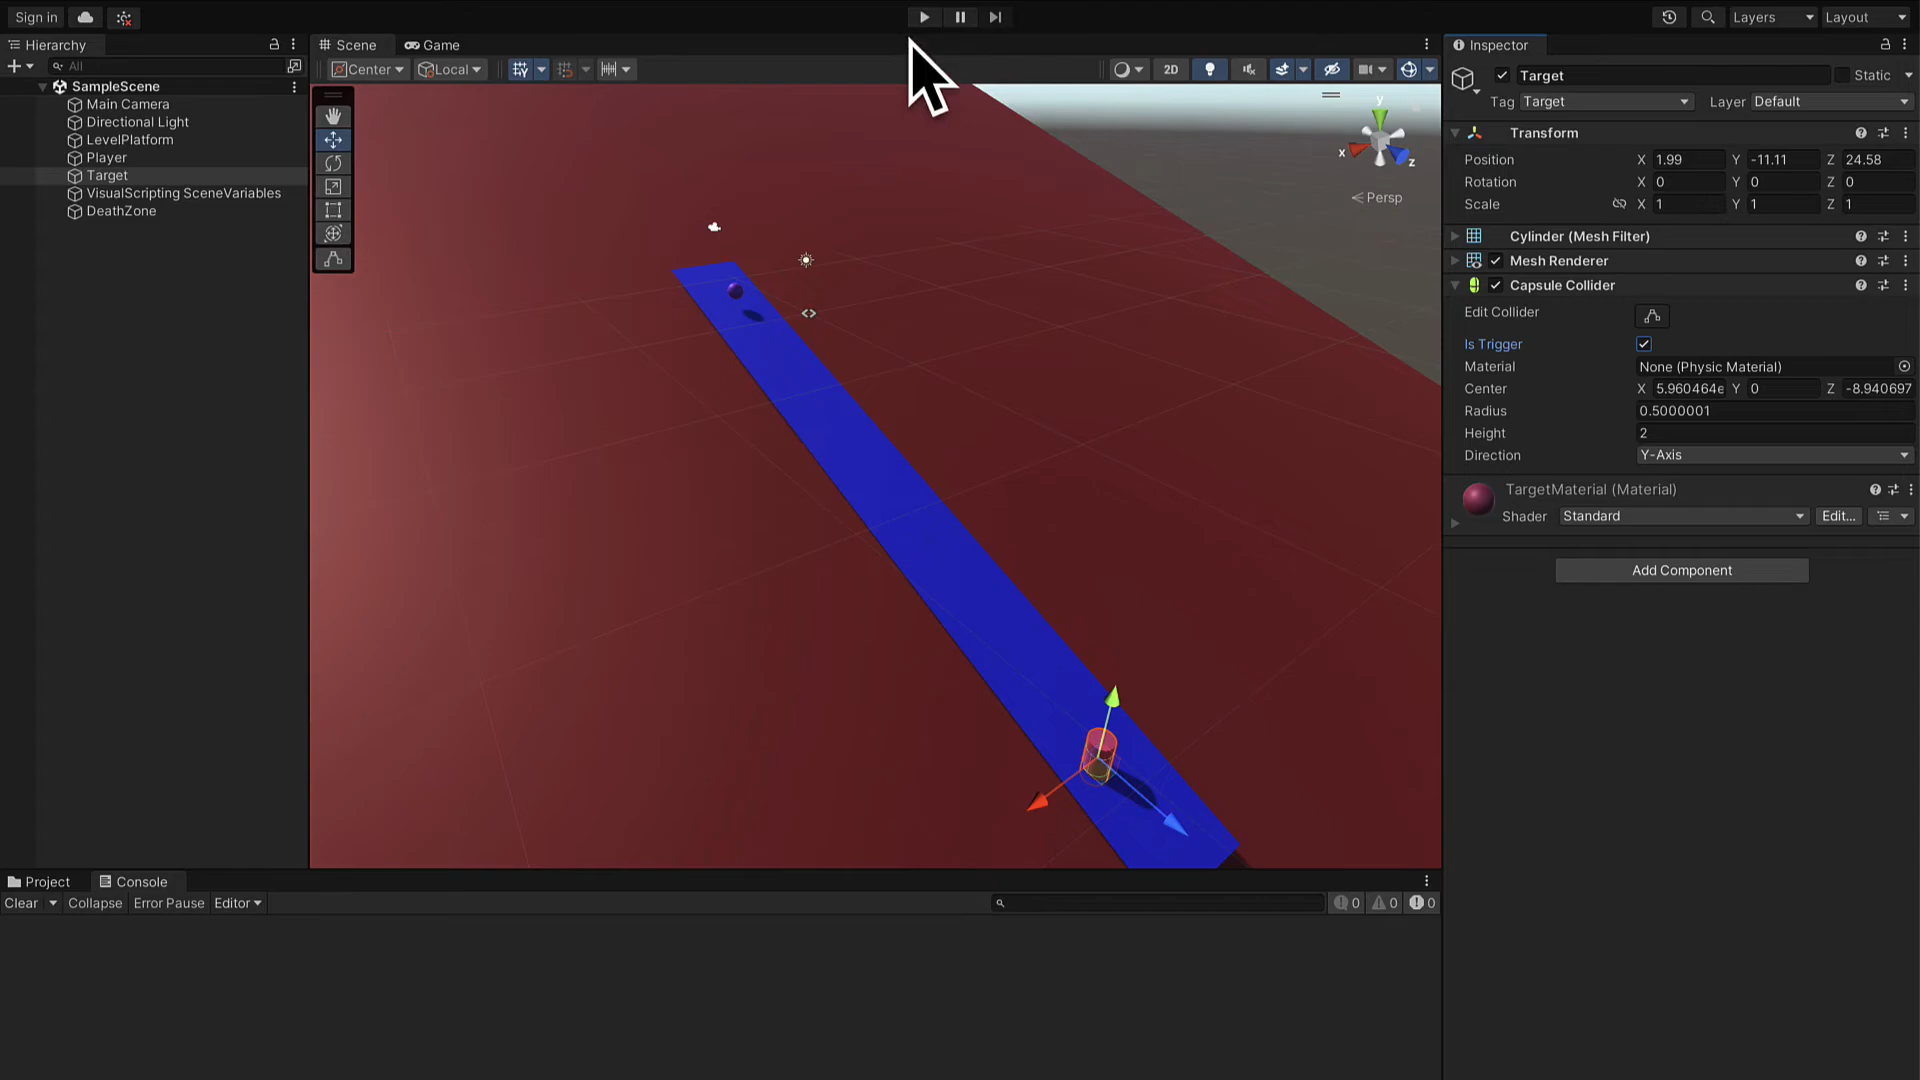 Sign in
Layers
Layout
Hierarchy
All
SampleScene
Main Camera
Directional Light
LevelPlatform
Player
Target
VisualScripting SceneVariables
DeathZone
Scene
Game
Center
Local
2D
y
x
z
Persp
Inspector
Target
Static
Tag Target Layer Default
Transform
Position X 1.99 Y -11.11 Z 24.58
Rotation X 0 Y 0 Z 0
Scale X 1 Y 1 Z 1
Cylinder (Mesh Filter)
Mesh Renderer
Capsule Collider
Edit Collider
Is Trigger
Material None (Physic Material)
Center X 5.960464e Y 0 Z -8.940697
Radius 0.5000001
Height 2
Direction Y-Axis
TargetMaterial (Material)
Shader Standard Edit...
Add Component
Project
Console
Clear Collapse Error Pause Editor
0 0 0